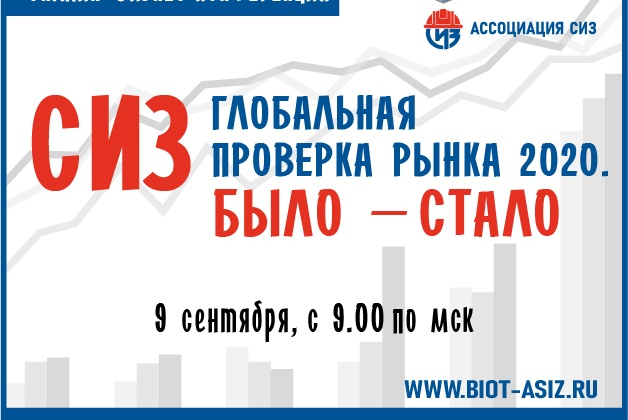 АССОЦИАЦИЯ СИЗ
СИЗ
ГЛОБАЛЬНАЯ
ПРОВЕРКА РЫНКА 2020.
БЫЛО – СТАЛО
9 сентября, с 9.00 по мск
WWW.BIOT-ASIZ.RU